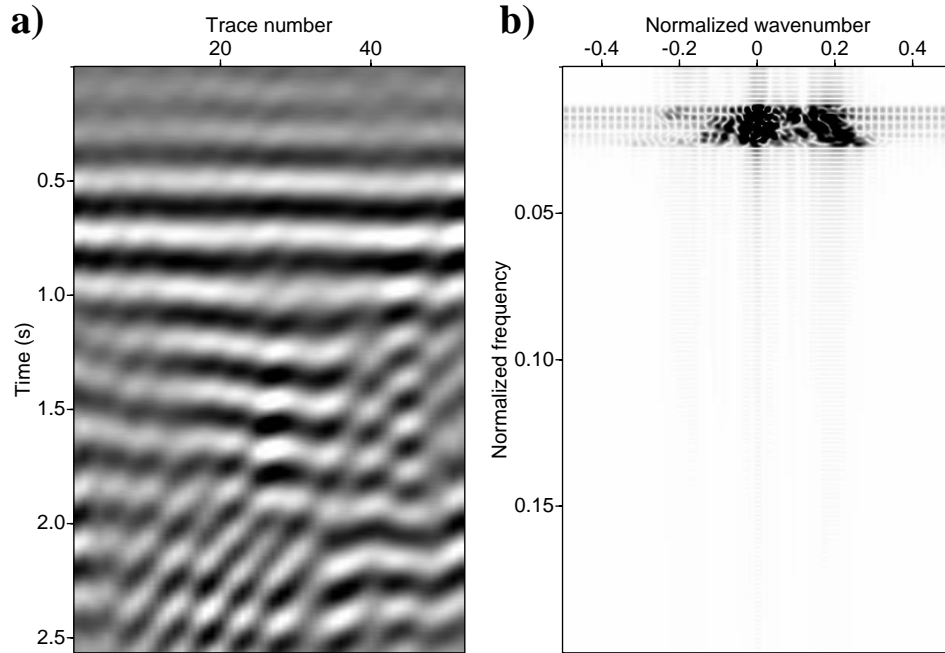 a)
Trace number
20 40
0.5
1.0
1.5
2.0
2.5
Time (s)
b)
Normalized wavenumber
-0.4 -0.2 0 0.2 0.4
0.05
0.10
0.15
Normalized frequency